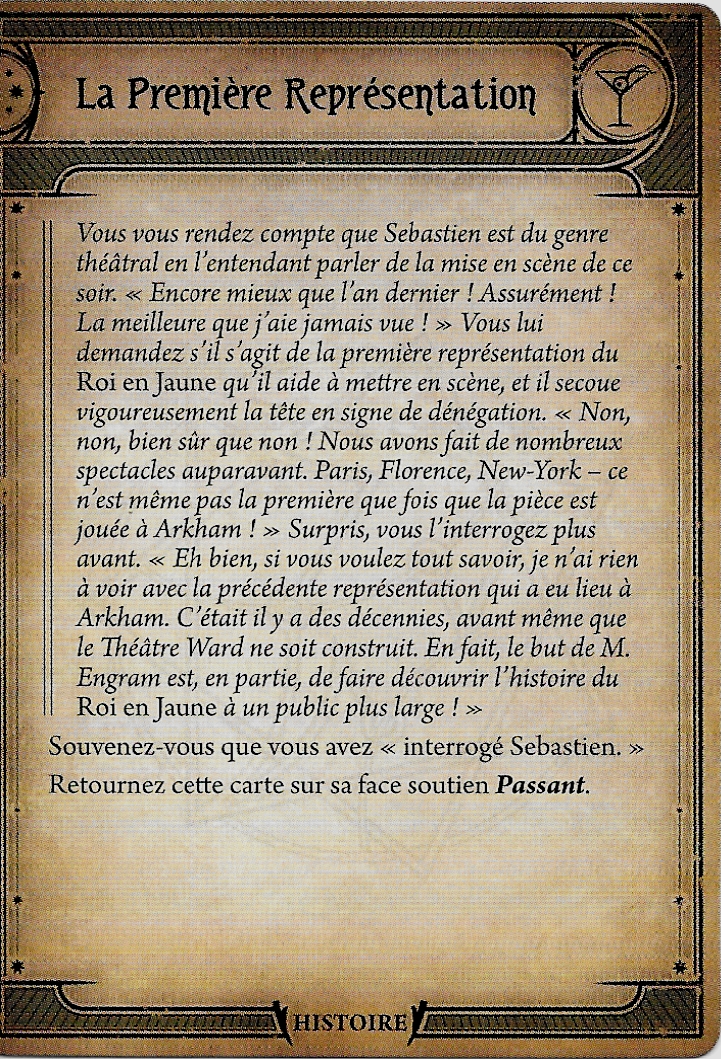 La Première Représentation
Vous vous rendez compte que Sebastien est du genre
théâtral en l'entendant parler de la mise en scène de ce
soir. « Encore mieux que l'an dernier ! Assurément !
La meilleure que j'aie jamais vue ! » Vous lui
demandez s'il s'agit de la première représentation du
Roi en Jaune qu'il aide à mettre en scène, et il secoue
vigoureusement la tête en signe de dénégation. « Non,
non, bien sûr que non ! Nous avons fait de nombreux
spectacles auparavant. Paris, Florence, New-York – ce
n'est même pas la première que fois que la pièce est
jouée à Arkham ! » Surpris, vous l'interrogez plus
avant. « Eh bien, si vous voulez tout savoir, je n'ai rien
à voir avec la précédente représentation qui a eu lieu à
Arkham. C'était il y a des décennies, avant même que
le Théâtre Ward ne soit construit. En fait, le but de M.
Engram est, en partie, de faire découvrir l'histoire du
Roi en Jaune à un public plus large ! »
Souvenez-vous que vous avez « interrogé Sebastien. »
Retournez cette carte sur sa face soutien Passant.
HISTOIRE